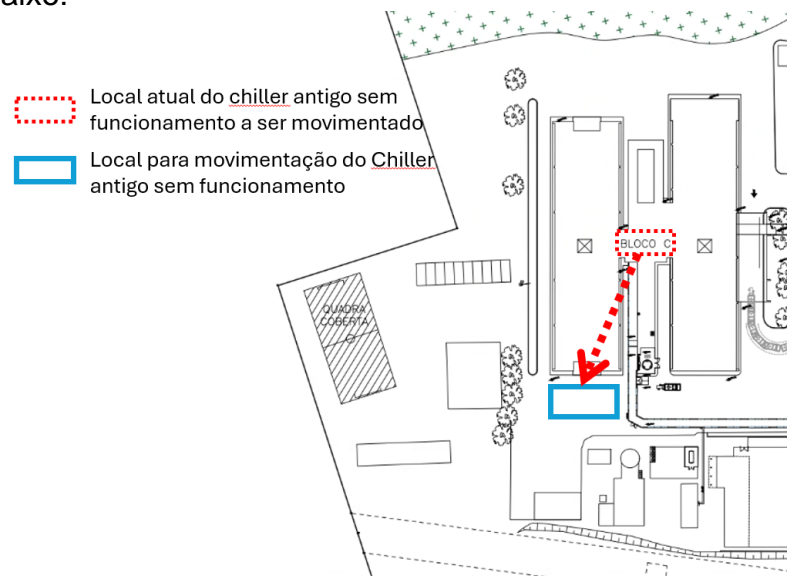 aixo.
Local atual do chiller antigo sem
funcionamento a ser movimentado
Local para movimentação do Chiller
antigo sem funcionamento
BLOCO C
QUADRA
COBERTA